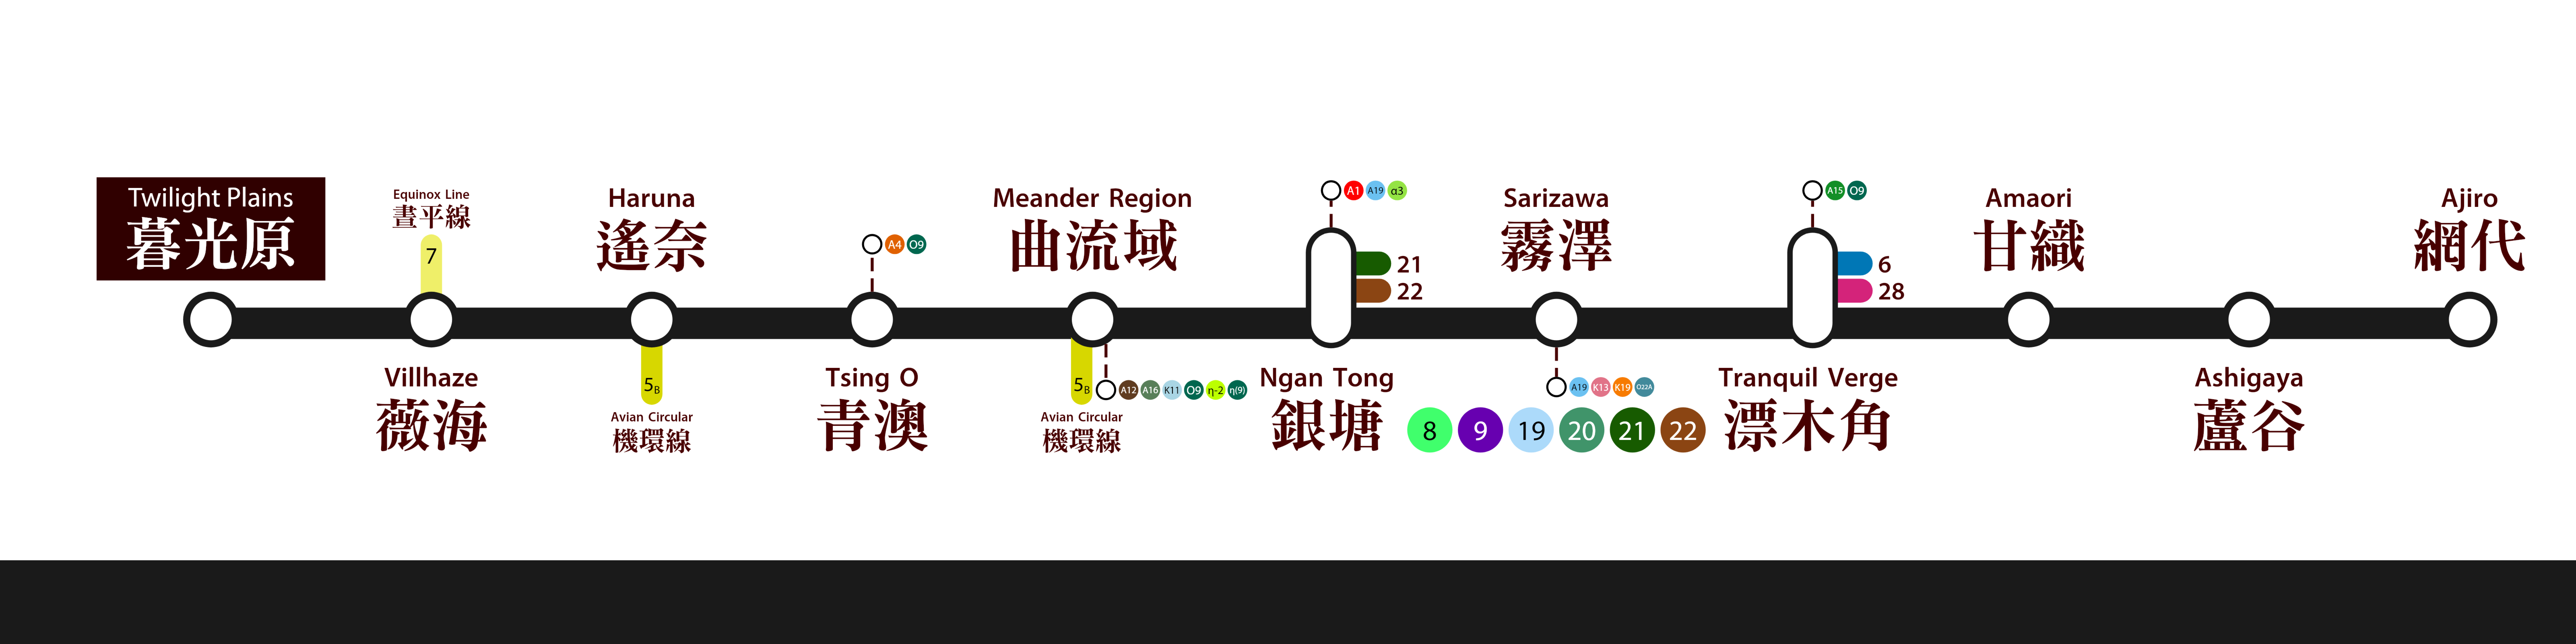 Twilight Plains
暮光原
Equinox Line
晝平線
7
Villhaze
薇海
Haruna
遙奈
5B
Avian Circular
機環線
A4 O9
Tsing O
青澳
Meander Region
曲流域
5B
Avian Circular
機環線
A12 A16 K11 O9 η-2 η(9)
A1 A19 α3
21
22
Ngan Tong
銀塘
8 9 19 20 21 22
Sarizawa
霧澤
A19 K13 K19 O22A
A15 O9
6
28
Tranquil Verge
漂木角
Amaori
甘織
Ashigaya
蘆谷
Ajiro
網代